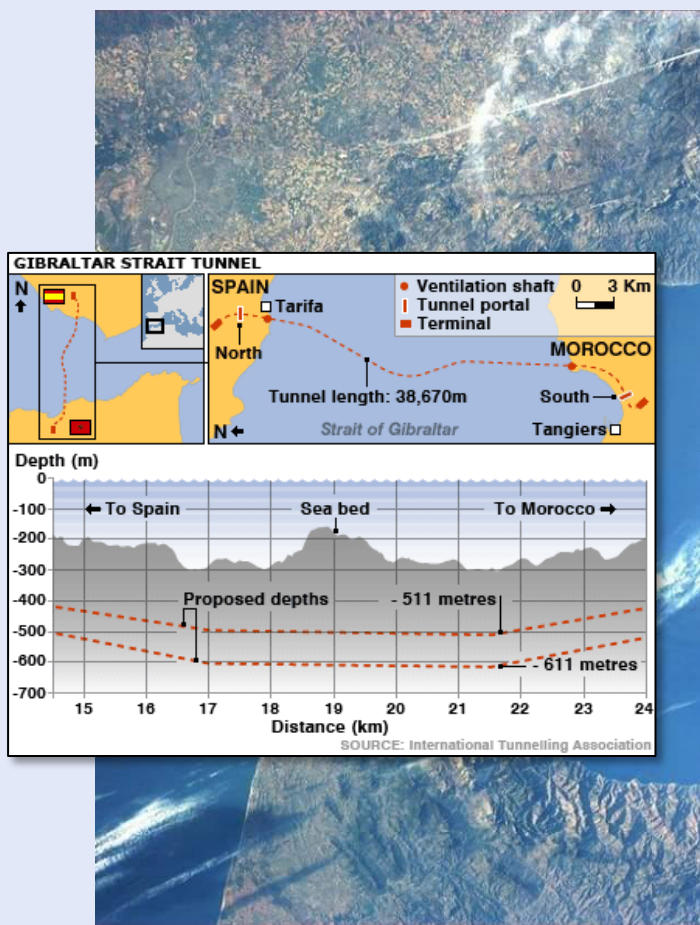 GIBRALTAR STRAIT TUNNEL
N
SPAIN
Tarifa
North
Ventilation shaft
Tunnel portal
Terminal
0 3 Km
MOROCCO
Tunnel length: 38,670m
South
N
Strait of Gibraltar
Tangiers
Depth (m)
0
-100
-200
-300
-400
-500
-600
-700
To Spain
Sea bed
To Morocco
Proposed depths
- 511 metres
- 611 metres
15 16 17 18 19 20 21 22 23 24
Distance (km)
SOURCE: International Tunnelling Association